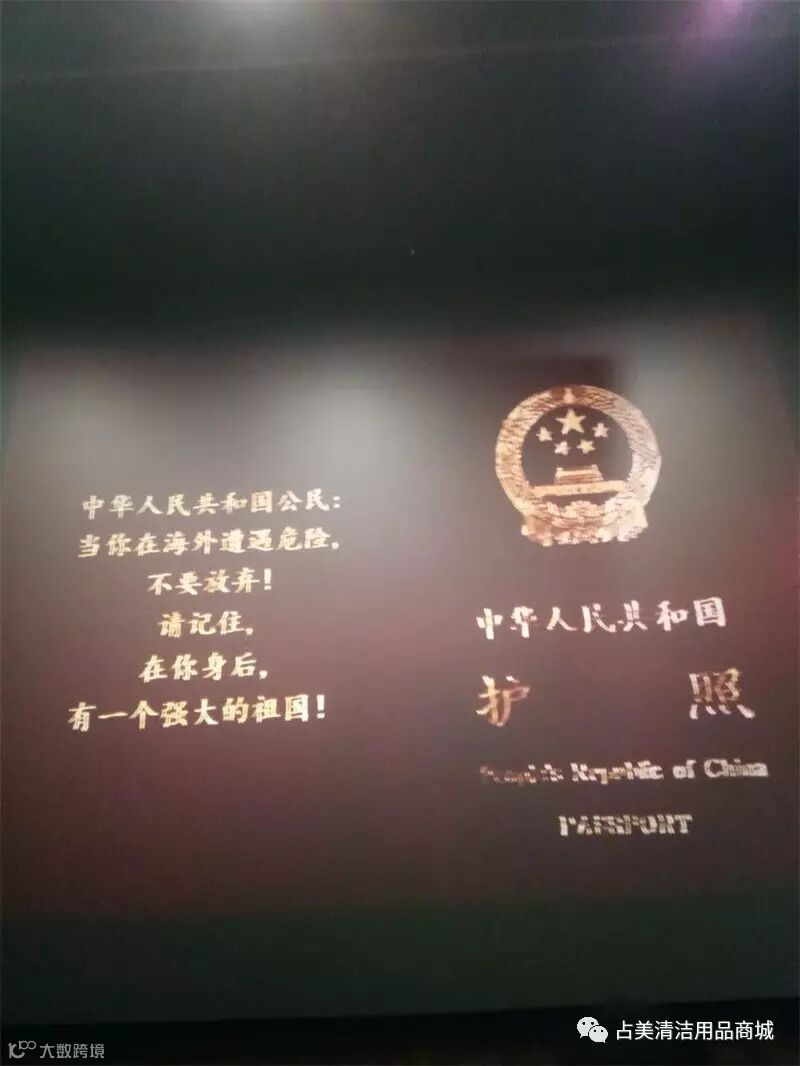 中华人民共和国公民：
当你在海外遭遇危险，
不要放弃！
请记住，
在你身后，
有一个强大的祖国！
中华人民共和国
护照
People's Republic of China
PASSPORT
占美清洁用品商城
大数跨境